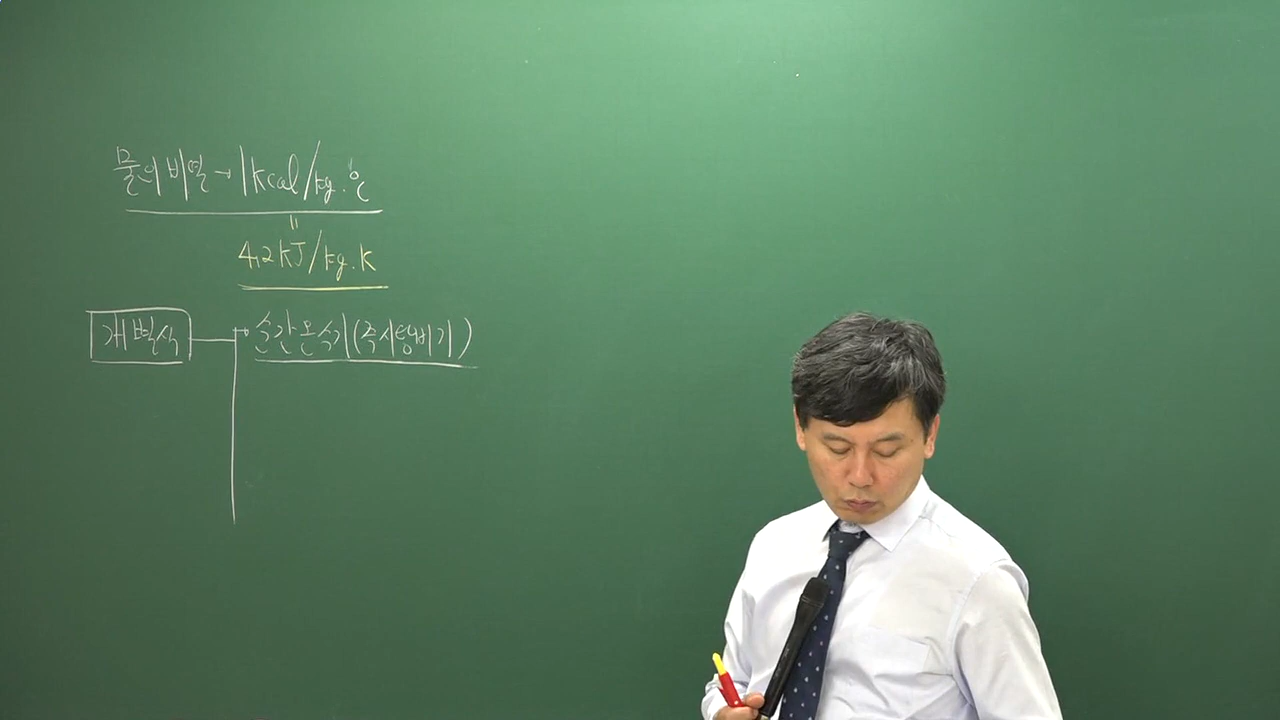 물의 비열→1kcal/kg.℃
=
4,2kJ/kg.K
개별식
순간온수기(즉시탕비기)